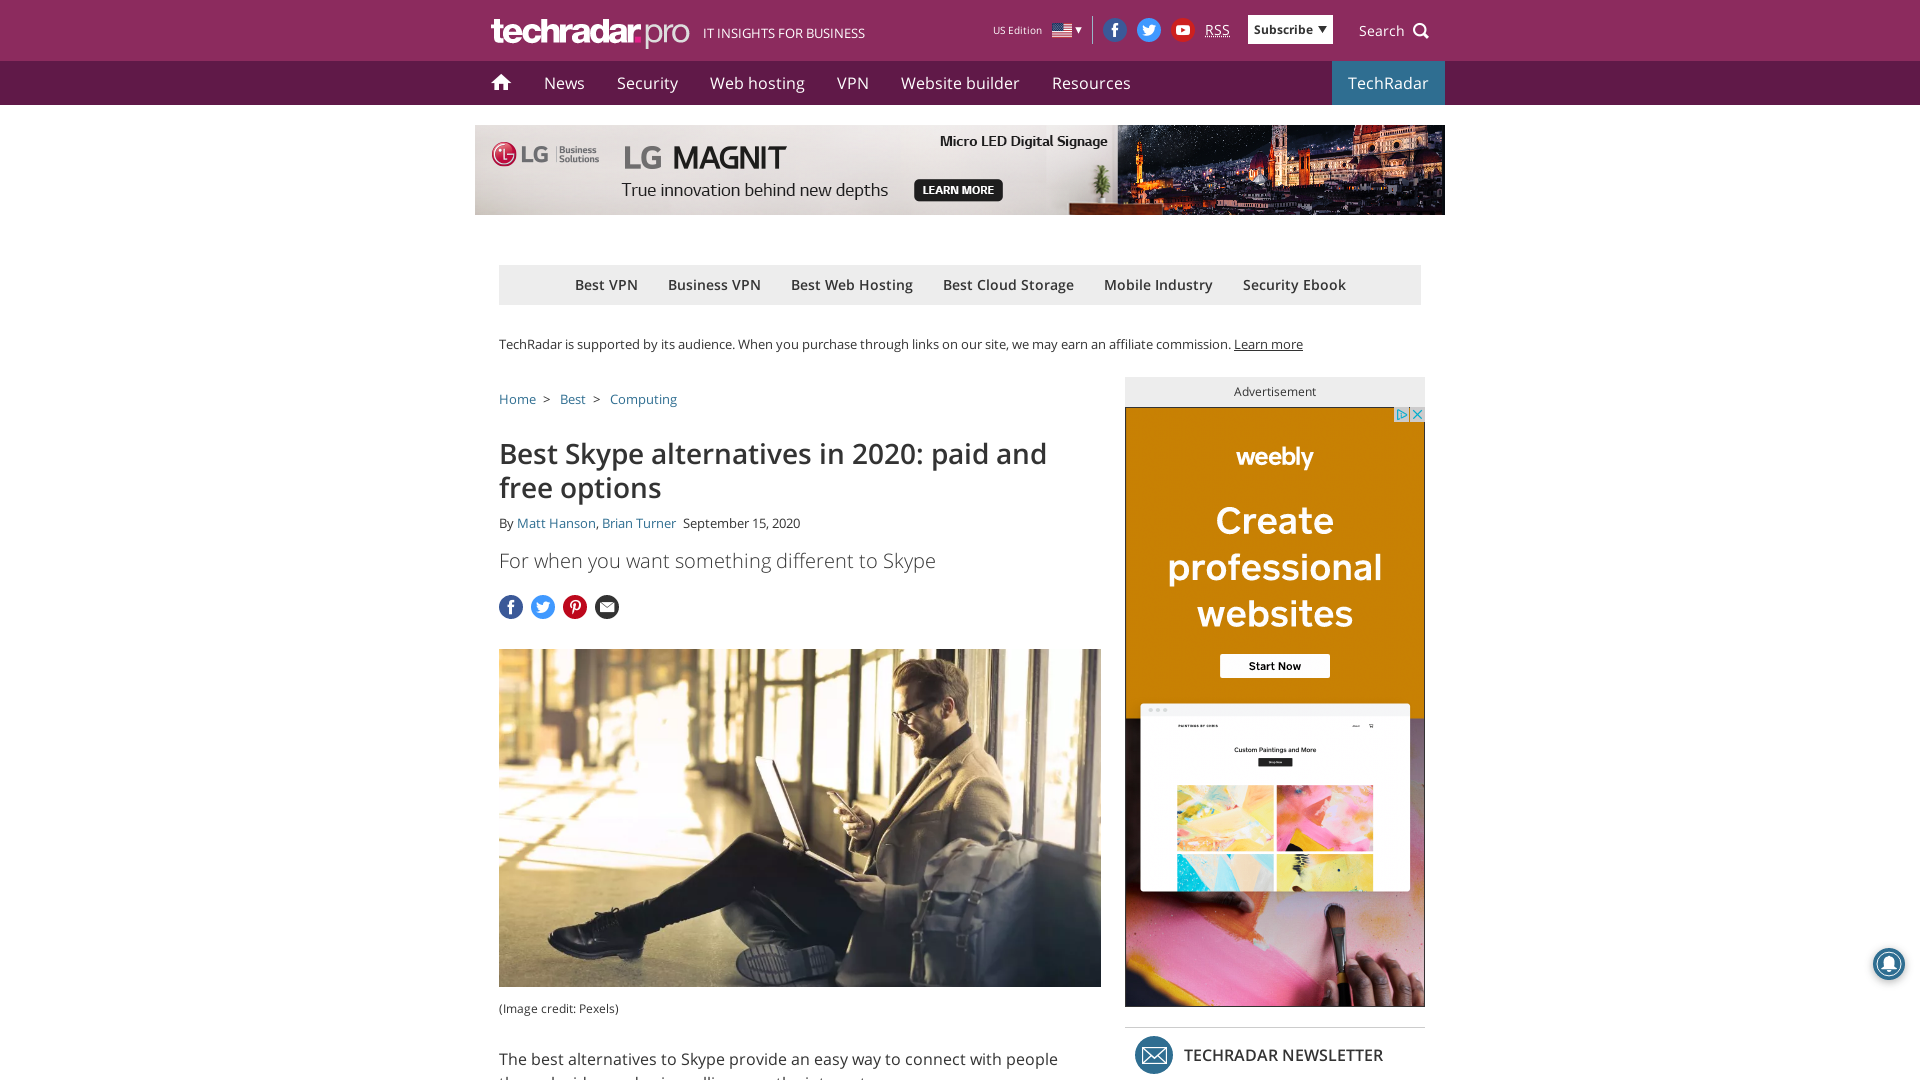 techradar.pro IT INSIGHTS FOR BUSINESS
US Edition ▼ RSS Subscribe ▼ Search
News Security Web hosting VPN Website builder Resources TechRadar
LG Business Solutions
LG MAGNIT
True innovation behind new depths
LEARN MORE
Micro LED Digital Signage
Best VPN Business VPN Best Web Hosting Best Cloud Storage Mobile Industry Security Ebook
TechRadar is supported by its audience. When you purchase through links on our site, we may earn an affiliate commission. Learn more
Home > Best > Computing
Best Skype alternatives in 2020: paid and
free options
By Matt Hanson, Brian Turner September 15, 2020
For when you want something different to Skype
(Image credit: Pexels)
The best alternatives to Skype provide an easy way to connect with people
Advertisement
weebly
Create
professional
websites
Start Now
PAINTINGS BY CHRIS
Custom Paintings and More
TECHRADAR NEWSLETTER